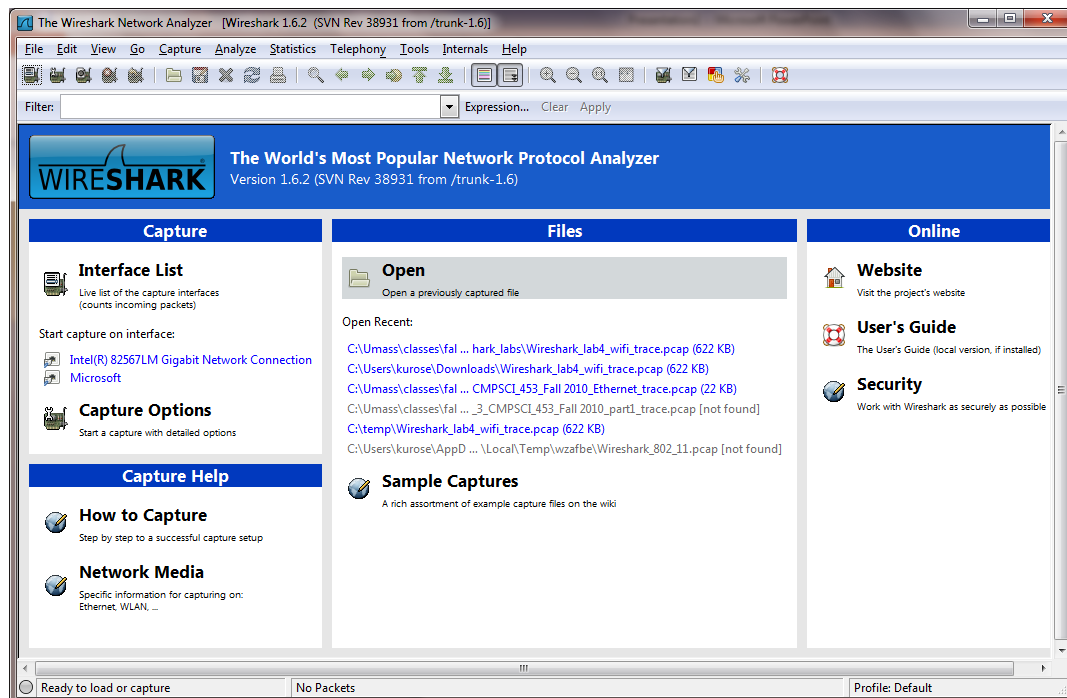 The Wireshark Network Analyzer [Wireshark 1.6.2 (SVN Rev 38931 from /trunk-1.6)]
File Edit View Go Capture Analyze Statistics Telephony Tools Internals Help
Filter: Expression... Clear Apply
WIRESHARK
The World's Most Popular Network Protocol Analyzer
Version 1.6.2 (SVN Rev 38931 from /trunk-1.6)
Capture
Interface List
Live list of the capture interfaces
(counts incoming packets)
Start capture on interface:
Intel(R) 82567LM Gigabit Network Connection
Microsoft
Capture Options
Start a capture with detailed options
Capture Help
How to Capture
Step by step to a successful capture setup
Network Media
Specific information for capturing on:
Ethernet, WLAN, ...
Files
Open
Open a previously captured file
Open Recent:
C:\Umass\classes\fal ... hark_labs\Wireshark_lab4_wifi_trace.pcap (622 KB)
C:\Users\kurose\Downloads\Wireshark_lab4_wifi_trace.pcap (622 KB)
C:\Umass\classes\fal ... CMPSCI_453_Fall 2010_Ethernet_trace.pcap (22 KB)
C:\Umass\classes\fal ... _3_CMPSCI_453_Fall 2010_part1_trace.pcap [not found]
C:\temp\Wireshark_lab4_wifi_trace.pcap (622 KB)
C:\Users\kurose\AppD ... \Local\Temp\wzafbe\Wireshark_802_11.pcap [not found]
Sample Captures
A rich assortment of example capture files on the wiki
Online
Website
Visit the project's website
User's Guide
The User's Guide (local version, if installed)
Security
Work with Wireshark as securely as possible
Ready to load or capture
No Packets
Profile: Default